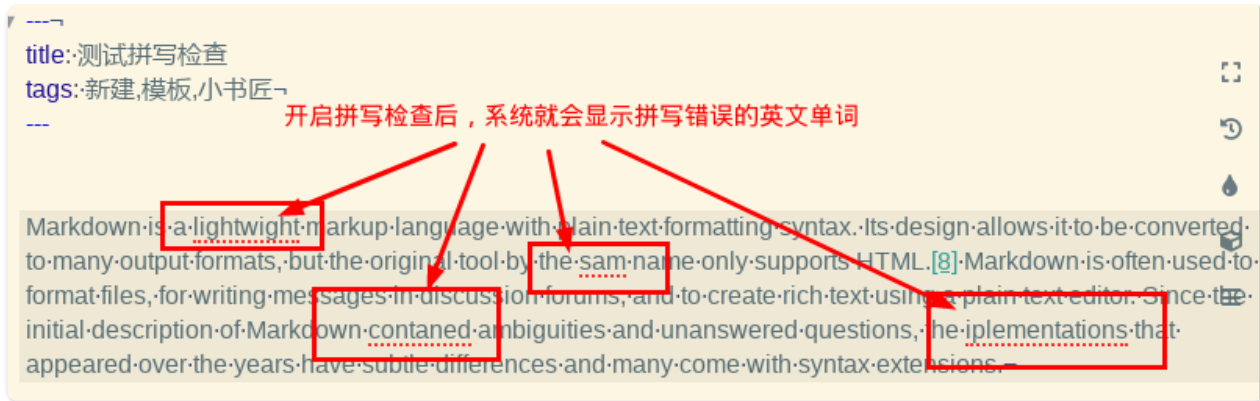 ---¬
title:·测试拼写检查
tags:·新建,模板,小书匠¬
---
开启拼写检查后，系统就会显示拼写错误的英文单词
Markdown·is·a·lightwight·markup·language·with·plain·text·formatting·syntax.·Its·design·allows·it·to·be·converted·
to·many·output·formats,·but·the·original·tool·by·the·sam·name·only·supports·HTML.[8]·Markdown·is·often·used·to·
format·files,·for·writing·messages·in·discussion·forums,·and·to·create·rich·text·using·a·plain·text·editor.·Since·the·
initial·description·of·Markdown·contaned·ambiguities·and·unanswered·questions,·the·iplementations·that·
appeared·over·the·years·have·subtle·differences·and·many·come·with·syntax·extensions.¬